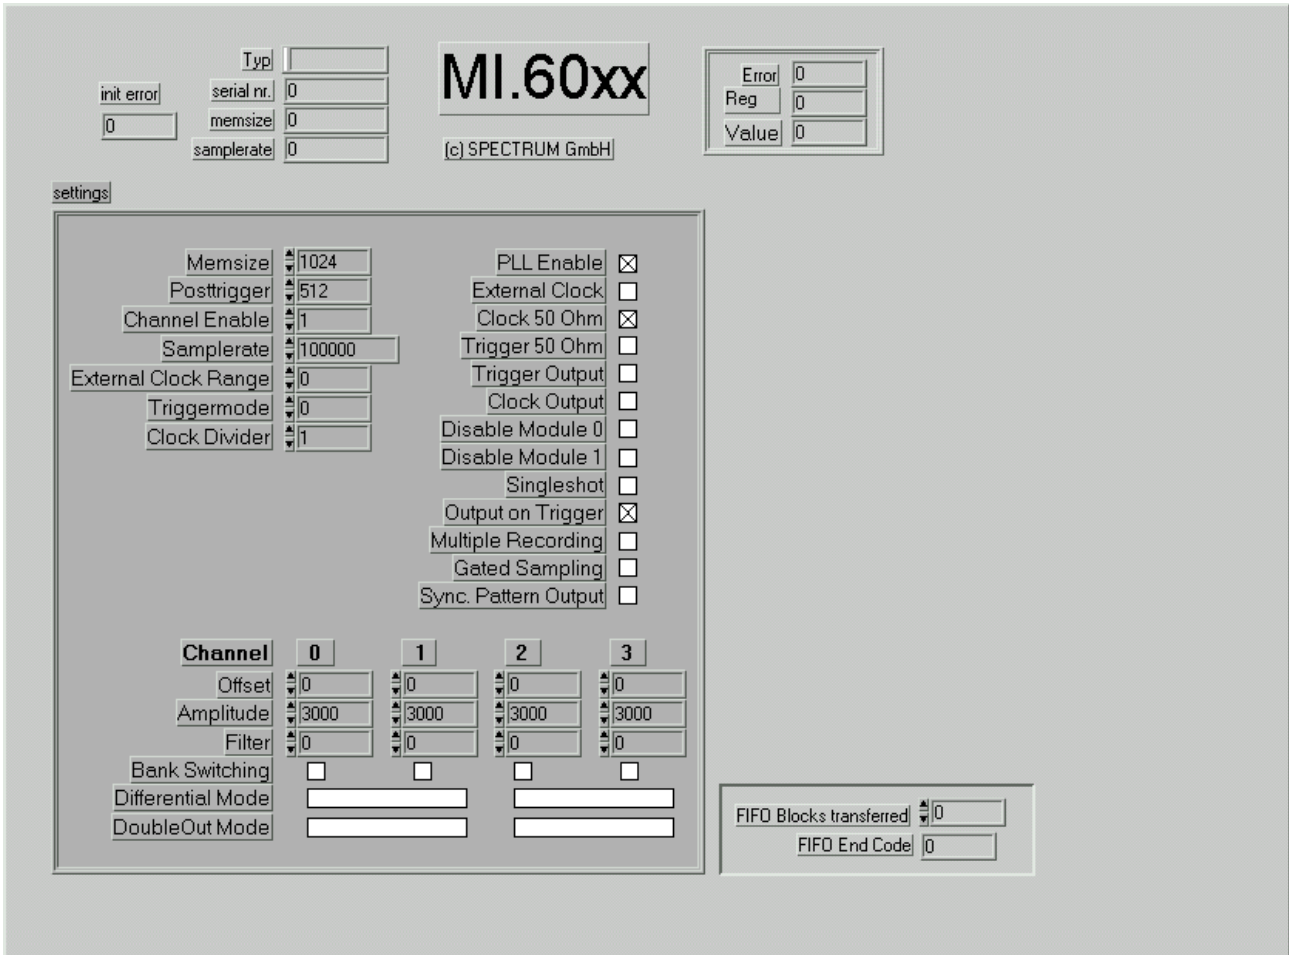 Typ
init error
0
serial nr. 0
memsize 0
samplerate 0
MI.60xx
(c) SPECTRUM GmbH
Error 0
Reg 0
Value 0
settings
Memsize 1024
Posttrigger 512
Channel Enable 1
Samplerate 100000
External Clock Range 0
Triggermode 0
Clock Divider 1
PLL Enable
External Clock
Clock 50 Ohm
Trigger 50 Ohm
Trigger Output
Clock Output
Disable Module 0
Disable Module 1
Singleshot
Output on Trigger
Multiple Recording
Gated Sampling
Sync. Pattern Output
Channel 0 1 2 3
Offset 0 0 0 0
Amplitude 3000 3000 3000 3000
Filter 0 0 0 0
Bank Switching
Differential Mode
DoubleOut Mode
FIFO Blocks transferred 0
FIFO End Code 0